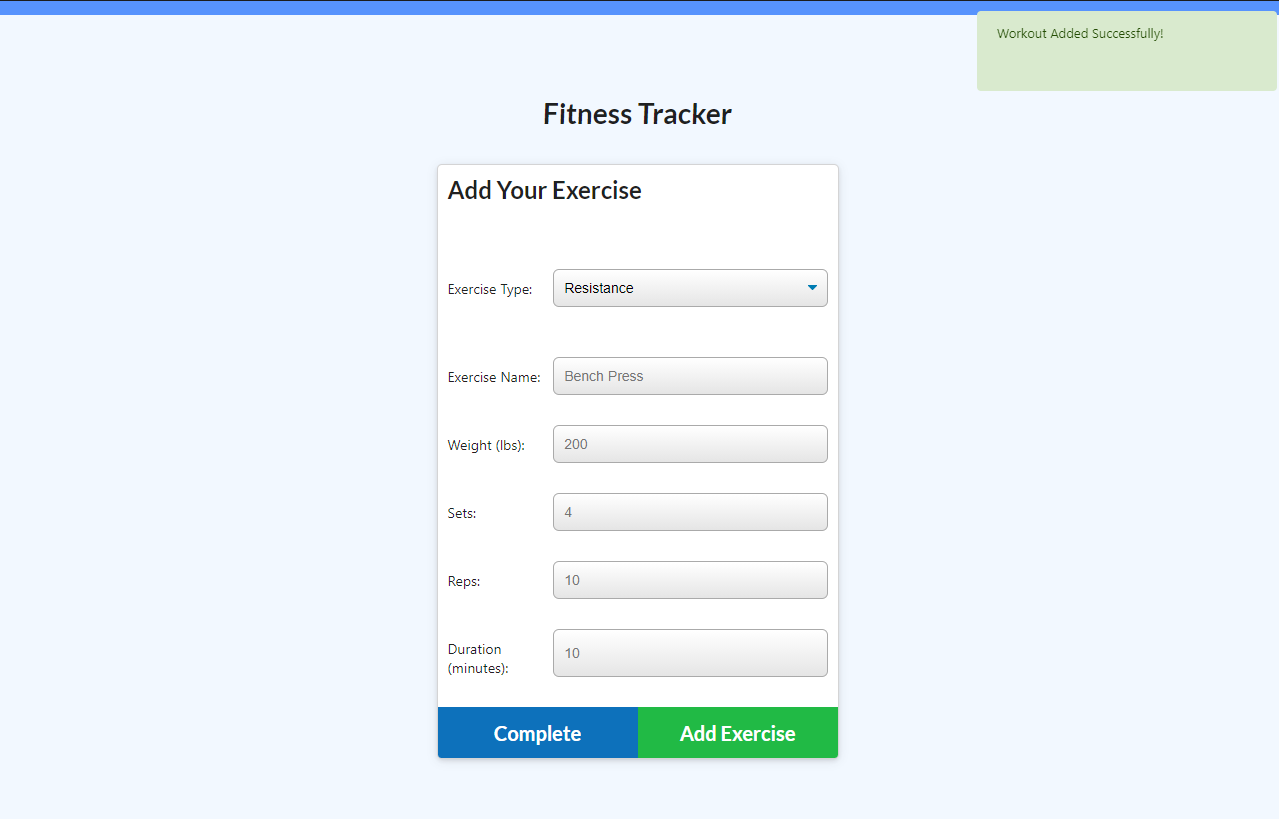 Workout Added Successfully!
Fitness Tracker
Add Your Exercise
Exercise Type:
Resistance
Exercise Name:
Bench Press
Weight (lbs):
200
Sets:
4
Reps:
10
Duration
(minutes):
10
Complete
Add Exercise